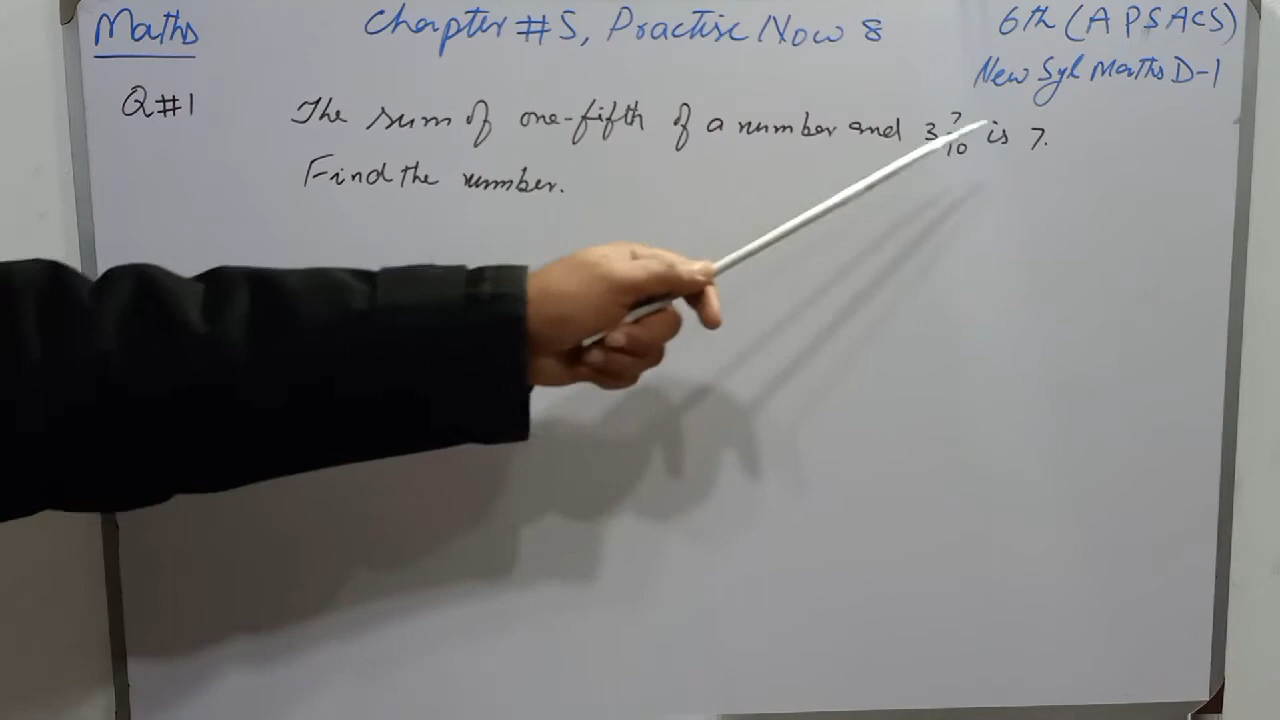 Maths
Chapter #5, Practise Now 8
6th (APSACS)
New Syl Maths D-1
Q#1
The sum of one-fifth of a number and 3 7/10 is 7.
Find the number.